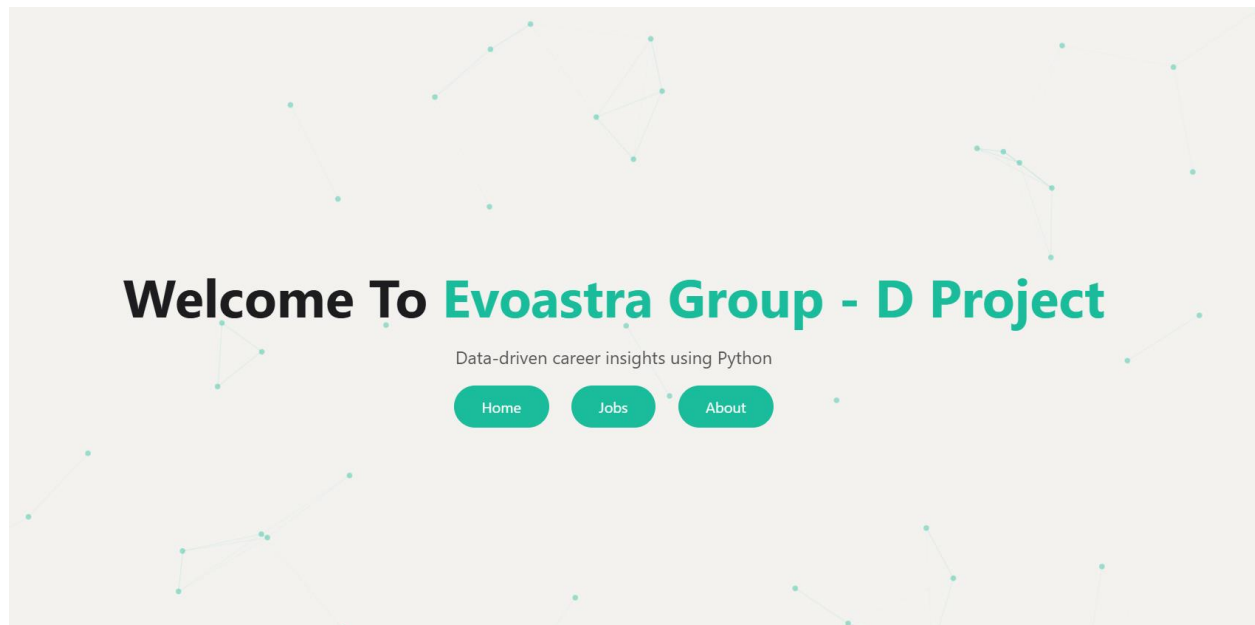 Welcome To Evoastra Group - D Project
Data-driven career insights using Python
Home Jobs About